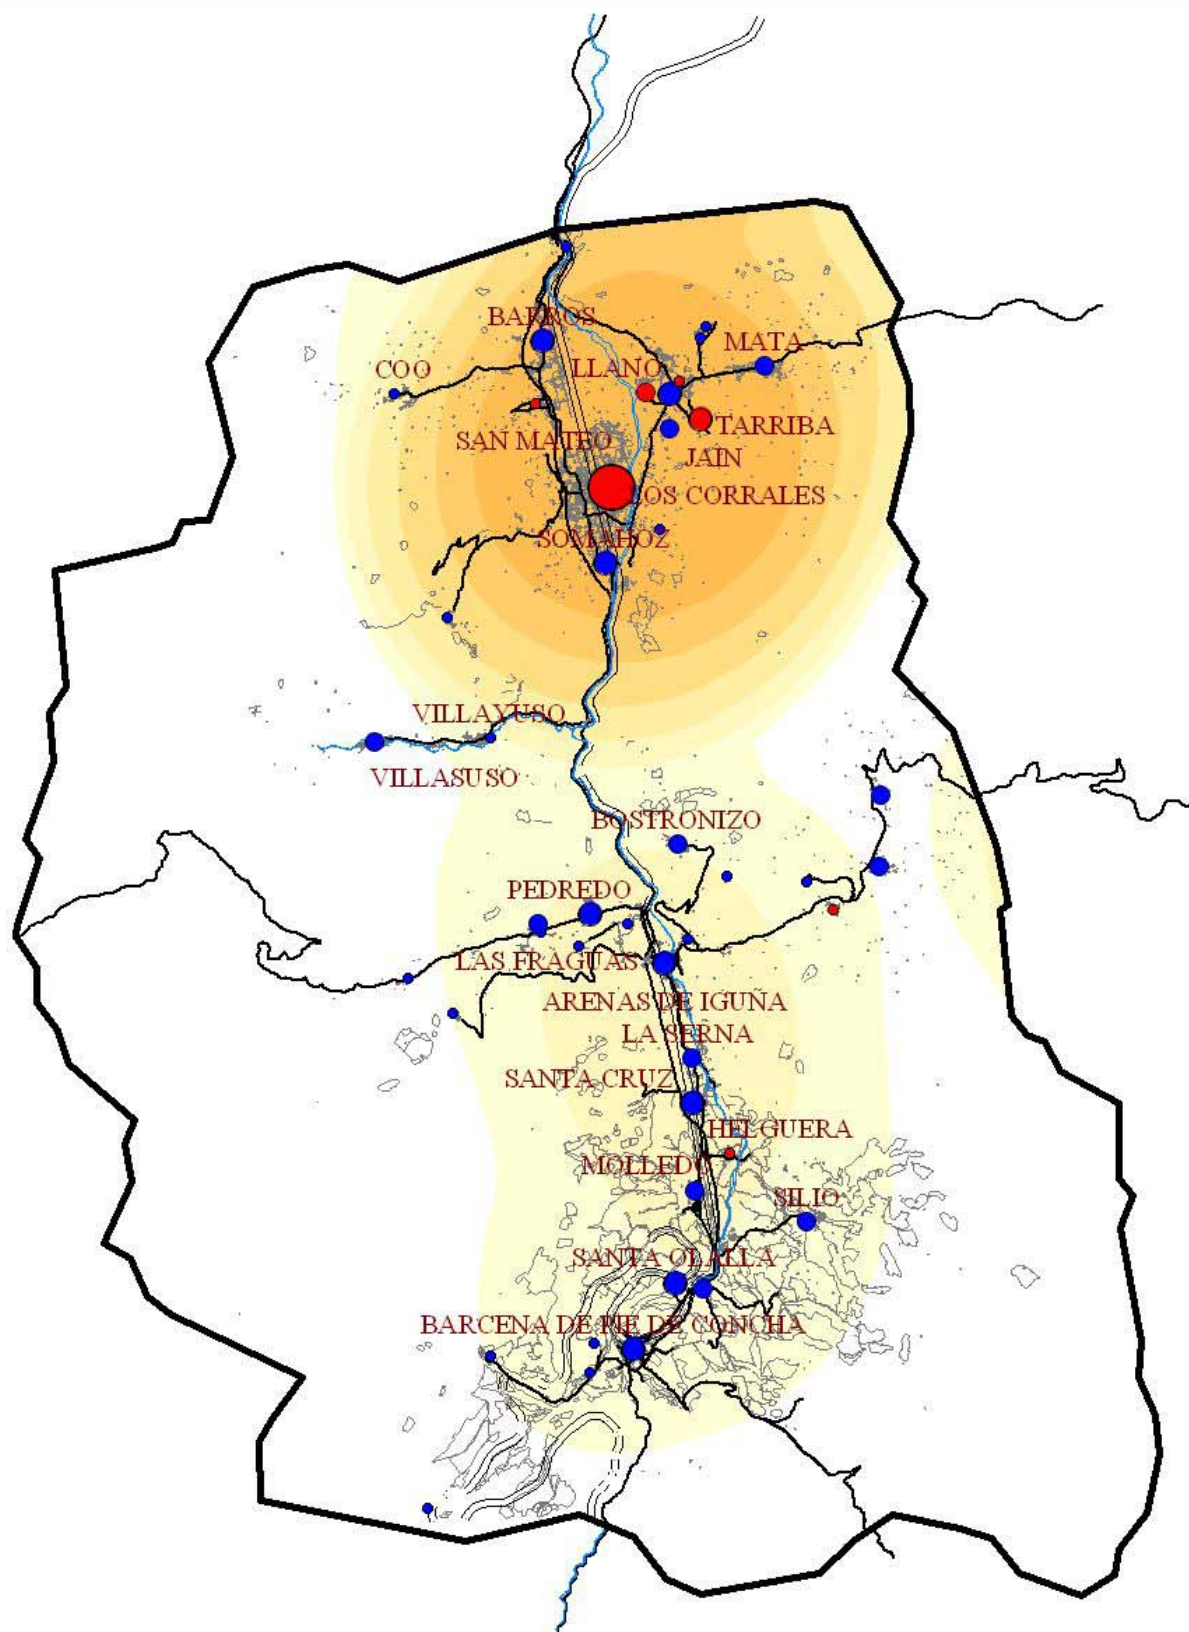 BARROS
MATA
COO
LLANO
TARRIBA
SAN MATEO
JAIN
LOS CORRALES
SOMAHOZ
VILLAYUSO
VILLASUSO
BOSTRONIZO
PEDREDO
LAS FRAGUAS
ARENAS DE IGUÑA
LA SERNA
SANTA CRUZ
HELGUERA
MOLLEDO
SILIO
SANTA OLALLA
BARCENA DE PIE DE CONCHA